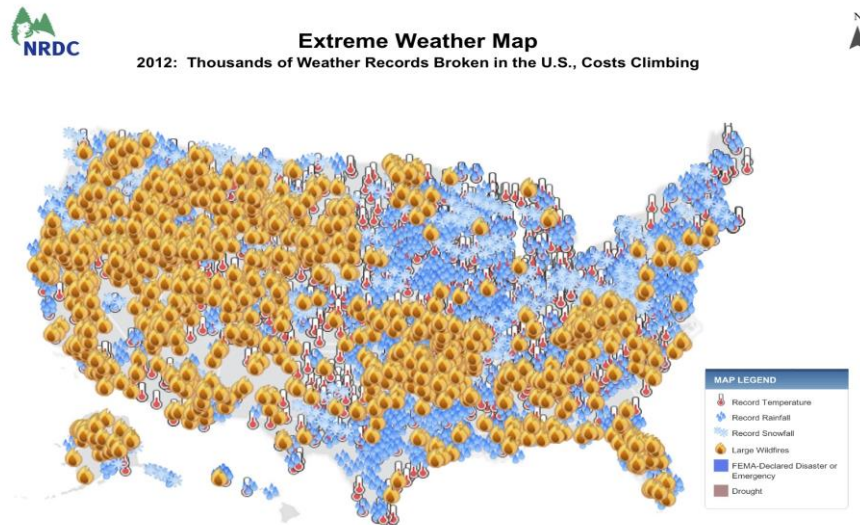 NRDC
N
Extreme Weather Map
2012: Thousands of Weather Records Broken in the U.S., Costs Climbing
MAP LEGEND
Record Temperature
Record Rainfall
Record Snowfall
Large Wildfires
FEMA-Declared Disaster or
Emergency
Drought